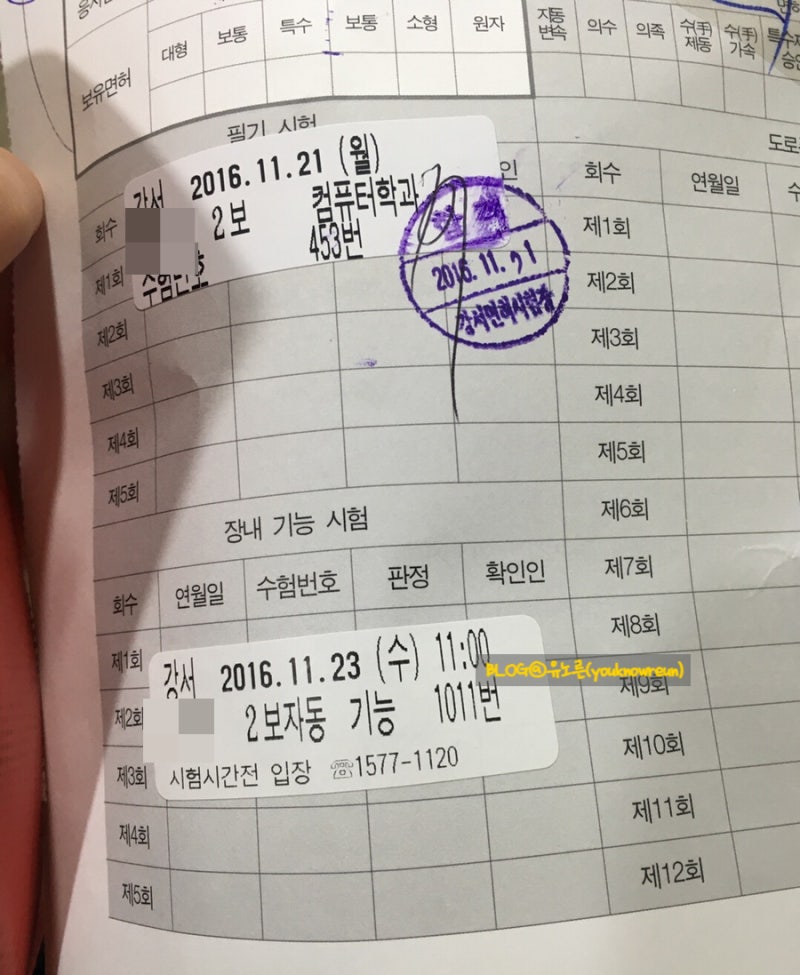 대형 보통 특수 보통 소형 원자
자동변속 의수 의족 수(手)제동 수(手)가속
보유면허
필기 시험
강서 2016.11.21 (월)
2보 컴퓨터학과
수험번호 453번
2016.11.21
강서면허시험장
회수
제1회
제2회
제3회
제4회
제5회
장내 기능 시험
회수 연월일 수험번호 판정 확인인
제1회
강서 2016.11.23 (수) 11:00
제2회
2보자동 기능 1011번
제3회
시험시간전 입장 ☏1577-1120
제4회
제5회
회수 연월일
제1회
제2회
제3회
제4회
제5회
제6회
제7회
제8회
제9회
제10회
제11회
제12회
BLOG@유노른(youknowreun)